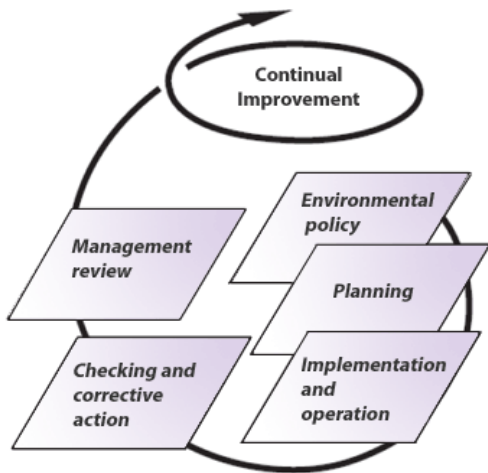 Continual
Improvement
Environmental
policy
Planning
Implementation
and
operation
Checking and
corrective
action
Management
review